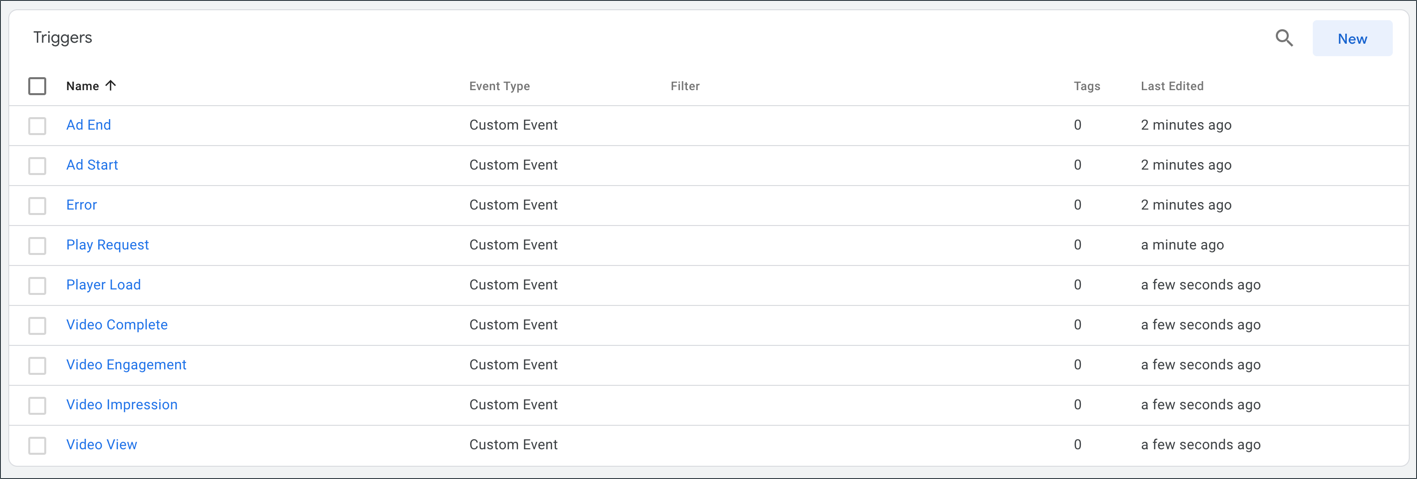 Triggers New
Name Event Type Filter Tags Last Edited
Ad End Custom Event 0 2 minutes ago
Ad Start Custom Event 0 2 minutes ago
Error Custom Event 0 2 minutes ago
Play Request Custom Event 0 a minute ago
Player Load Custom Event 0 a few seconds ago
Video Complete Custom Event 0 a few seconds ago
Video Engagement Custom Event 0 a few seconds ago
Video Impression Custom Event 0 a few seconds ago
Video View Custom Event 0 a few seconds ago